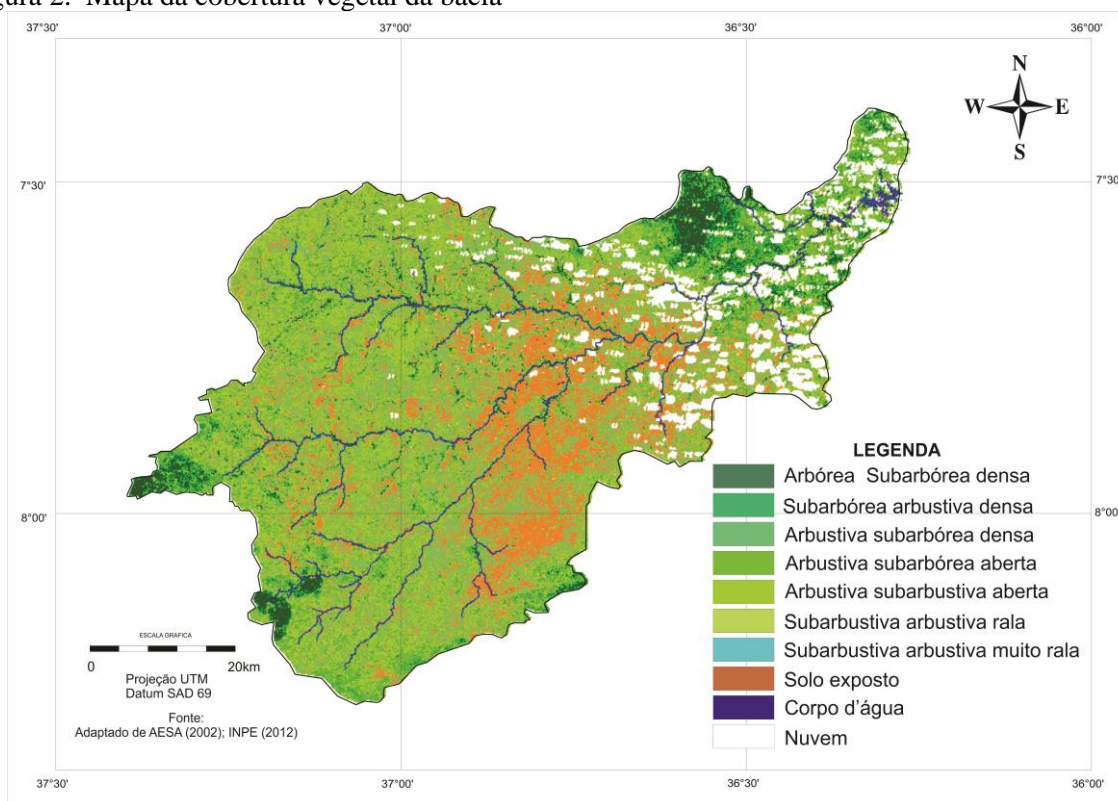 gura 2. Mapa da cobertura vegetal da bacia
37°30'
37°00'
36°30'
36°00'
7°30'
7°30'
8°00'
8°00'
N
W E
S
LEGENDA
Arbórea Subarbórea densa
Subarbórea arbustiva densa
Arbustiva subarbórea densa
Arbustiva subarbórea aberta
Arbustiva subarbustiva aberta
Subarbustiva arbustiva rala
Subarbustiva arbustiva muito rala
Solo exposto
Corpo d'água
Nuvem
ESCALA GRAFICA
0 20km
Projeção UTM
Datum SAD 69
Fonte:
Adaptado de AESA (2002); INPE (2012)
37°30'
37°00'
36°30'
36°00'